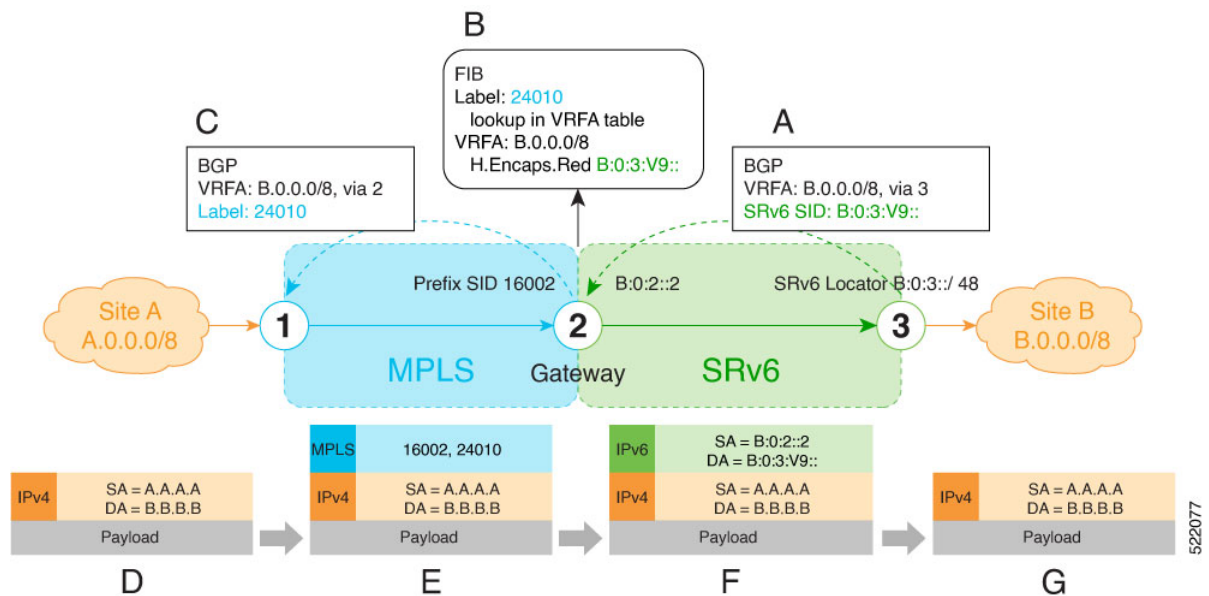 B
FIB
Label: 24010
lookup in VRFA table
VRFA: B.0.0.0/8
H.Encaps.Red B:0:3:V9::
C
BGP
VRFA: B.0.0.0/8, via 2
Label: 24010
A
BGP
VRFA: B.0.0.0/8, via 3
SRv6 SID: B:0:3:V9::
Prefix SID 16002
B:0:2::2
SRv6 Locator B:0:3::/ 48
Site A
A.0.0.0/8
1
2
3
Site B
B.0.0.0/8
MPLS
Gateway
SRv6
IPv4
SA = A.A.A.A
DA = B.B.B.B
Payload
D
MPLS
16002, 24010
IPv4
SA = A.A.A.A
DA = B.B.B.B
Payload
E
IPv6
SA = B:0:2::2
DA = B:0:3:V9::
IPv4
SA = A.A.A.A
DA = B.B.B.B
Payload
F
IPv4
SA = A.A.A.A
DA = B.B.B.B
Payload
G
522077